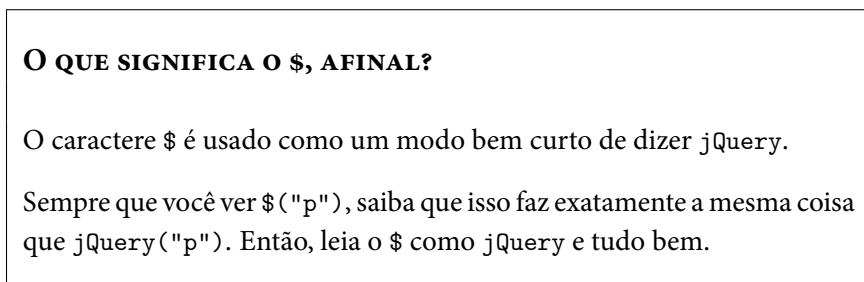 O QUE SIGNIFICA O $, AFINAL?
O caractere $ é usado como um modo bem curto de dizer jQuery.
Sempre que você ver $("p"), saiba que isso faz exatamente a mesma coisa
que jQuery("p"). Então, leia o $ como jQuery e tudo bem.